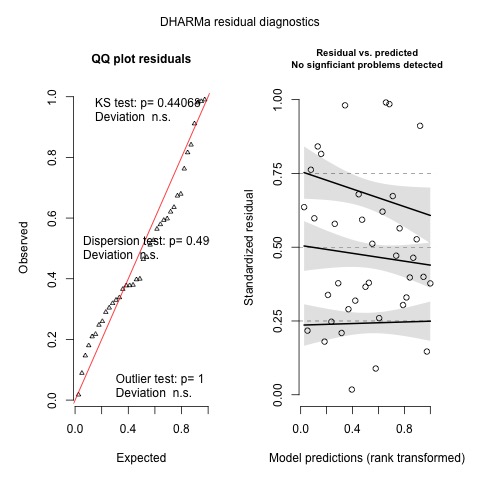 DHARMa residual diagnostics
QQ plot residuals
KS test: p= 0.44068
Deviation n.s.
Dispersion test: p= 0.49
Deviation n.s.
Outlier test: p= 1
Deviation n.s.
Observed
0.0
0.2
0.4
0.6
0.8
1.0
0.0
0.4
0.8
Expected
Residual vs. predicted
No signficiant problems detected
Standardized residual
0.00
0.25
0.50
0.75
1.00
0.0
0.4
0.8
Model predictions (rank transformed)